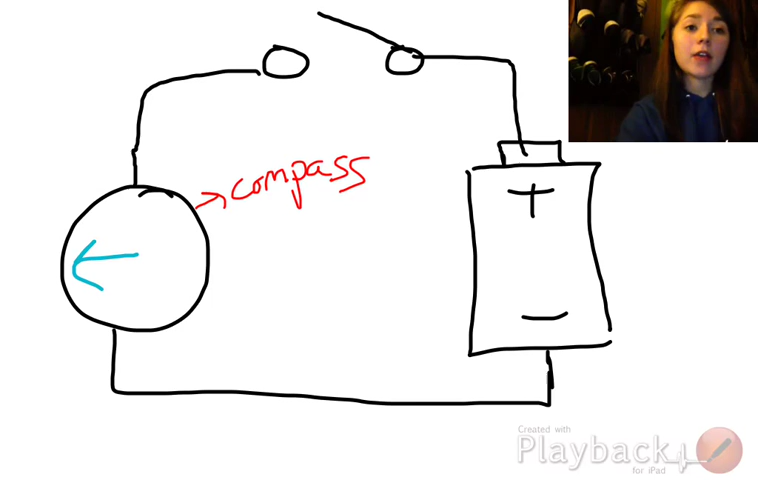 compass
+
−
Created with
Playback
for iPad